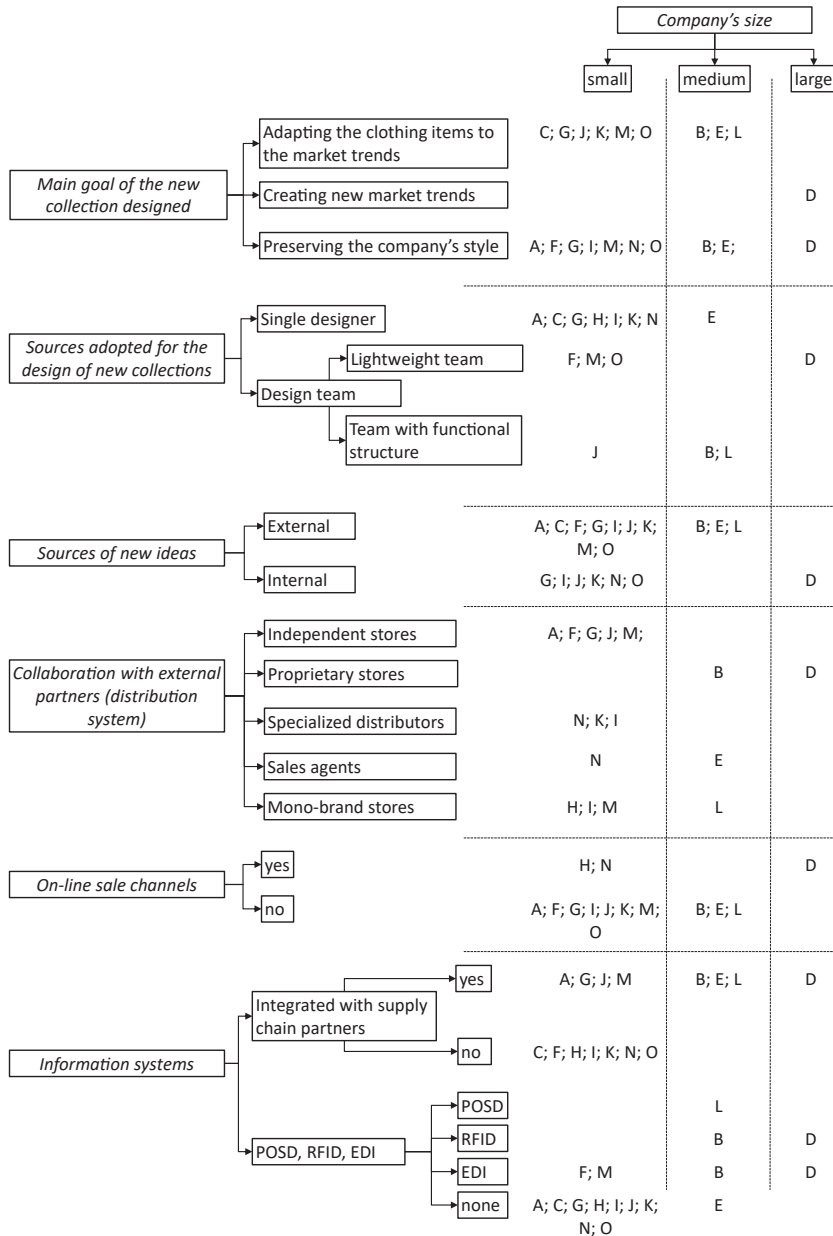 Company's size
small medium large
Adapting the clothing items to
the market trends
C; G; J; K; M; O B; E; L
Main goal of the new
collection designed
Creating new market trends D
Preserving the company's style A; F; G; I; M; N; O B; E; D
Single designer A; C; G; H; I; K; N E
Sources adopted for the
design of new collections
Lightweight team F; M; O D
Design team
Team with functional
structure
J B; L
External A; C; F; G; I; J; K;
M; O
B; E; L
Sources of new ideas
Internal G; I; J; K; N; O D
Independent stores A; F; G; J; M;
Collaboration with external
partners (distribution
system)
Proprietary stores B D
Specialized distributors N; K; I
Sales agents N E
Mono-brand stores H; I; M L
yes H; N D
On-line sale channels
no A; F; G; I; J; K; M;
O
B; E; L
yes A; G; J; M B; E; L D
Integrated with supply
chain partners
no C; F; H; I; K; N; O
Information systems
POSD L
RFID B D
POSD, RFID, EDI
EDI F; M B D
none A; C; G; H; I; J; K;
N; O
E